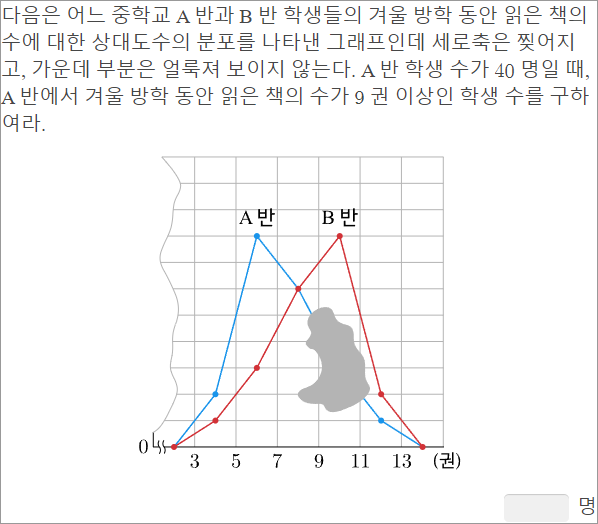 다음은 어느 중학교 A 반과 B 반 학생들의 겨울 방학 동안 읽은 책의
수에 대한 상대도수의 분포를 나타낸 그래프인데 세로축은 찢어지
고, 가운데 부분은 얼룩져 보이지 않는다. A 반 학생 수가 40 명일 때,
A 반에서 겨울 방학 동안 읽은 책의 수가 9 권 이상인 학생 수를 구하
여라.
A 반 B 반
0
3 5 7 9 11 13 (권)
명